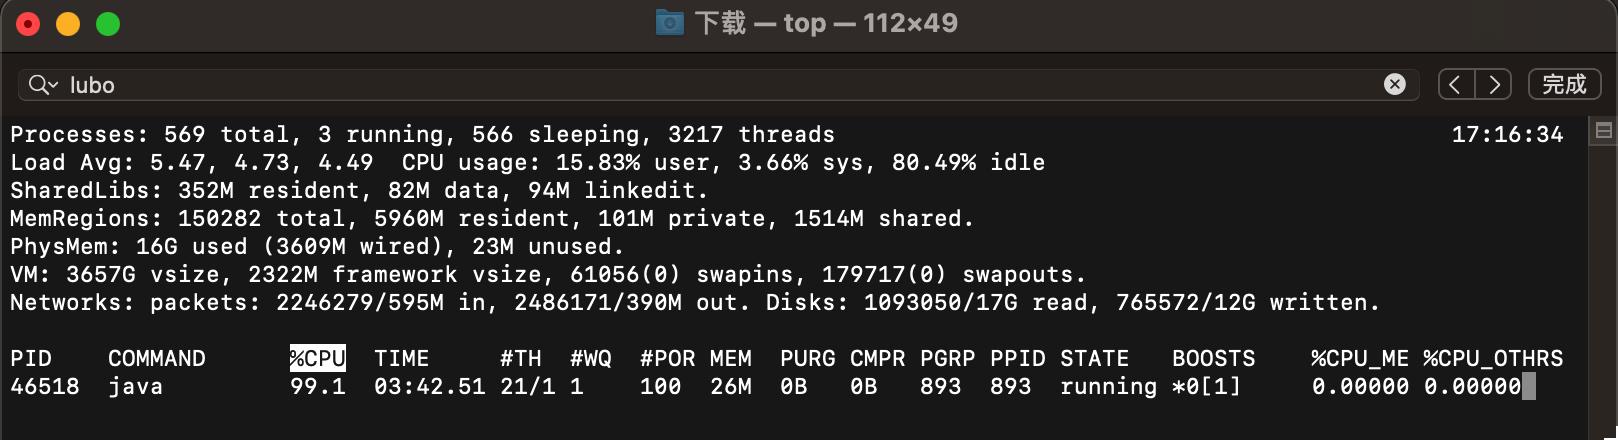 下载 — top — 112×49
lubo
完成
Processes: 569 total, 3 running, 566 sleeping, 3217 threads 17:16:34
Load Avg: 5.47, 4.73, 4.49 CPU usage: 15.83% user, 3.66% sys, 80.49% idle
SharedLibs: 352M resident, 82M data, 94M linkedit.
MemRegions: 150282 total, 5960M resident, 101M private, 1514M shared.
PhysMem: 16G used (3609M wired), 23M unused.
VM: 3657G vsize, 2322M framework vsize, 61056(0) swapins, 179717(0) swapouts.
Networks: packets: 2246279/595M in, 2486171/390M out. Disks: 1093050/17G read, 765572/12G written.
PID COMMAND %CPU TIME #TH #WQ #POR MEM PURG CMPR PGRP PPID STATE BOOSTS %CPU_ME %CPU_OTHRS
46518 java 99.1 03:42.51 21/1 1 100 26M 0B 0B 893 893 running *0[1] 0.00000 0.00000